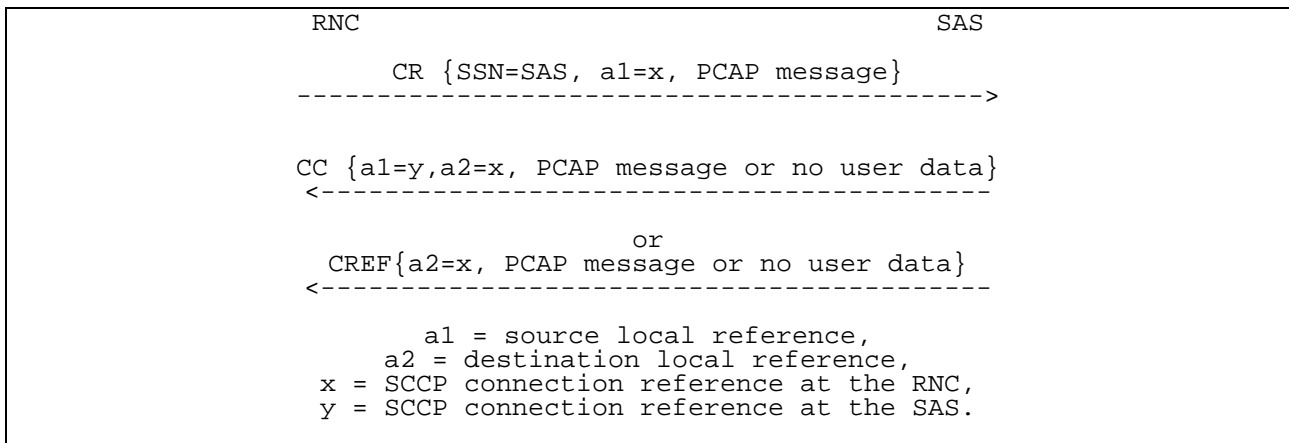 RNC SAS
CR {SSN=SAS, a1=x, PCAP message}
------------------------------------------->
CC {a1=y,a2=x, PCAP message or no user data}
<------------------------------------------
or
CREF{a2=x, PCAP message or no user data}
<------------------------------------------
a1 = source local reference,
a2 = destination local reference,
x = SCCP connection reference at the RNC,
y = SCCP connection reference at the SAS.